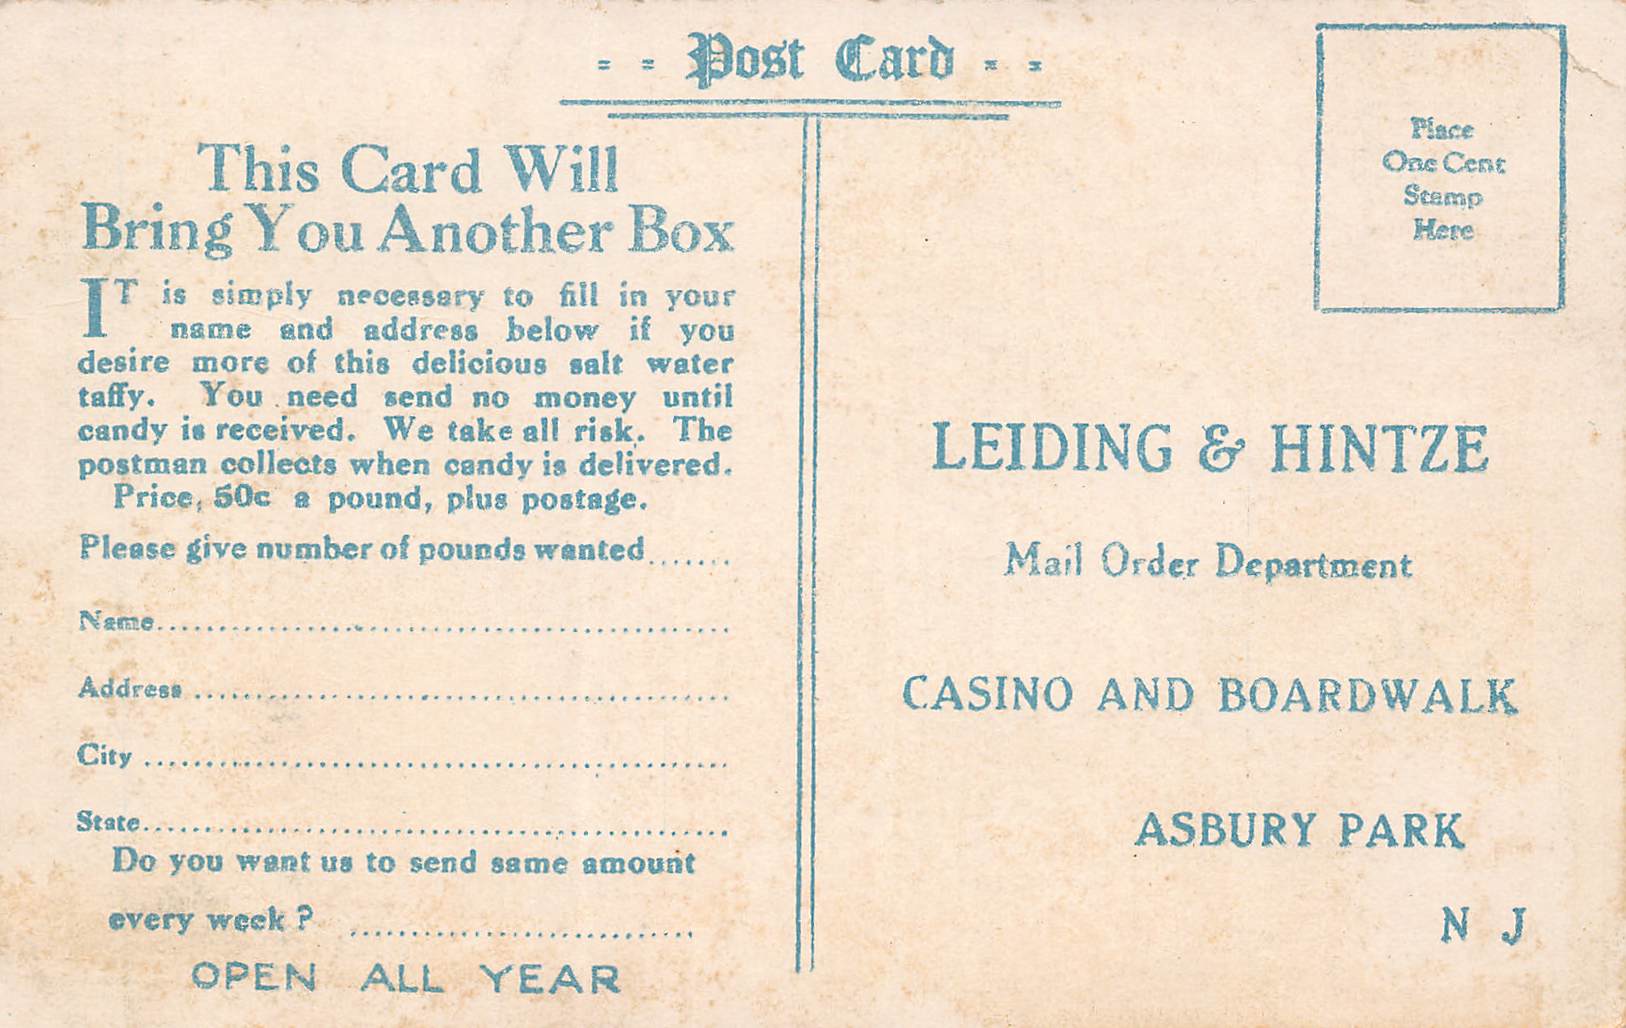 - - Post Card - -
Place
One Cent
Stamp
Here
This Card Will
Bring You Another Box
IT is simply necessary to fill in your
name and address below if you
desire more of this delicious salt water
taffy. You need send no money until
candy is received. We take all risk. The
postman collects when candy is delivered.
Price, 50c a pound, plus postage.
Please give number of pounds wanted.......
Name......................................
Address ...................................
City ......................................
State......................................
Do you want us to send same amount
every week ? .......................
OPEN ALL YEAR
LEIDING & HINTZE
Mail Order Department
CASINO AND BOARDWALK
ASBURY PARK
N J